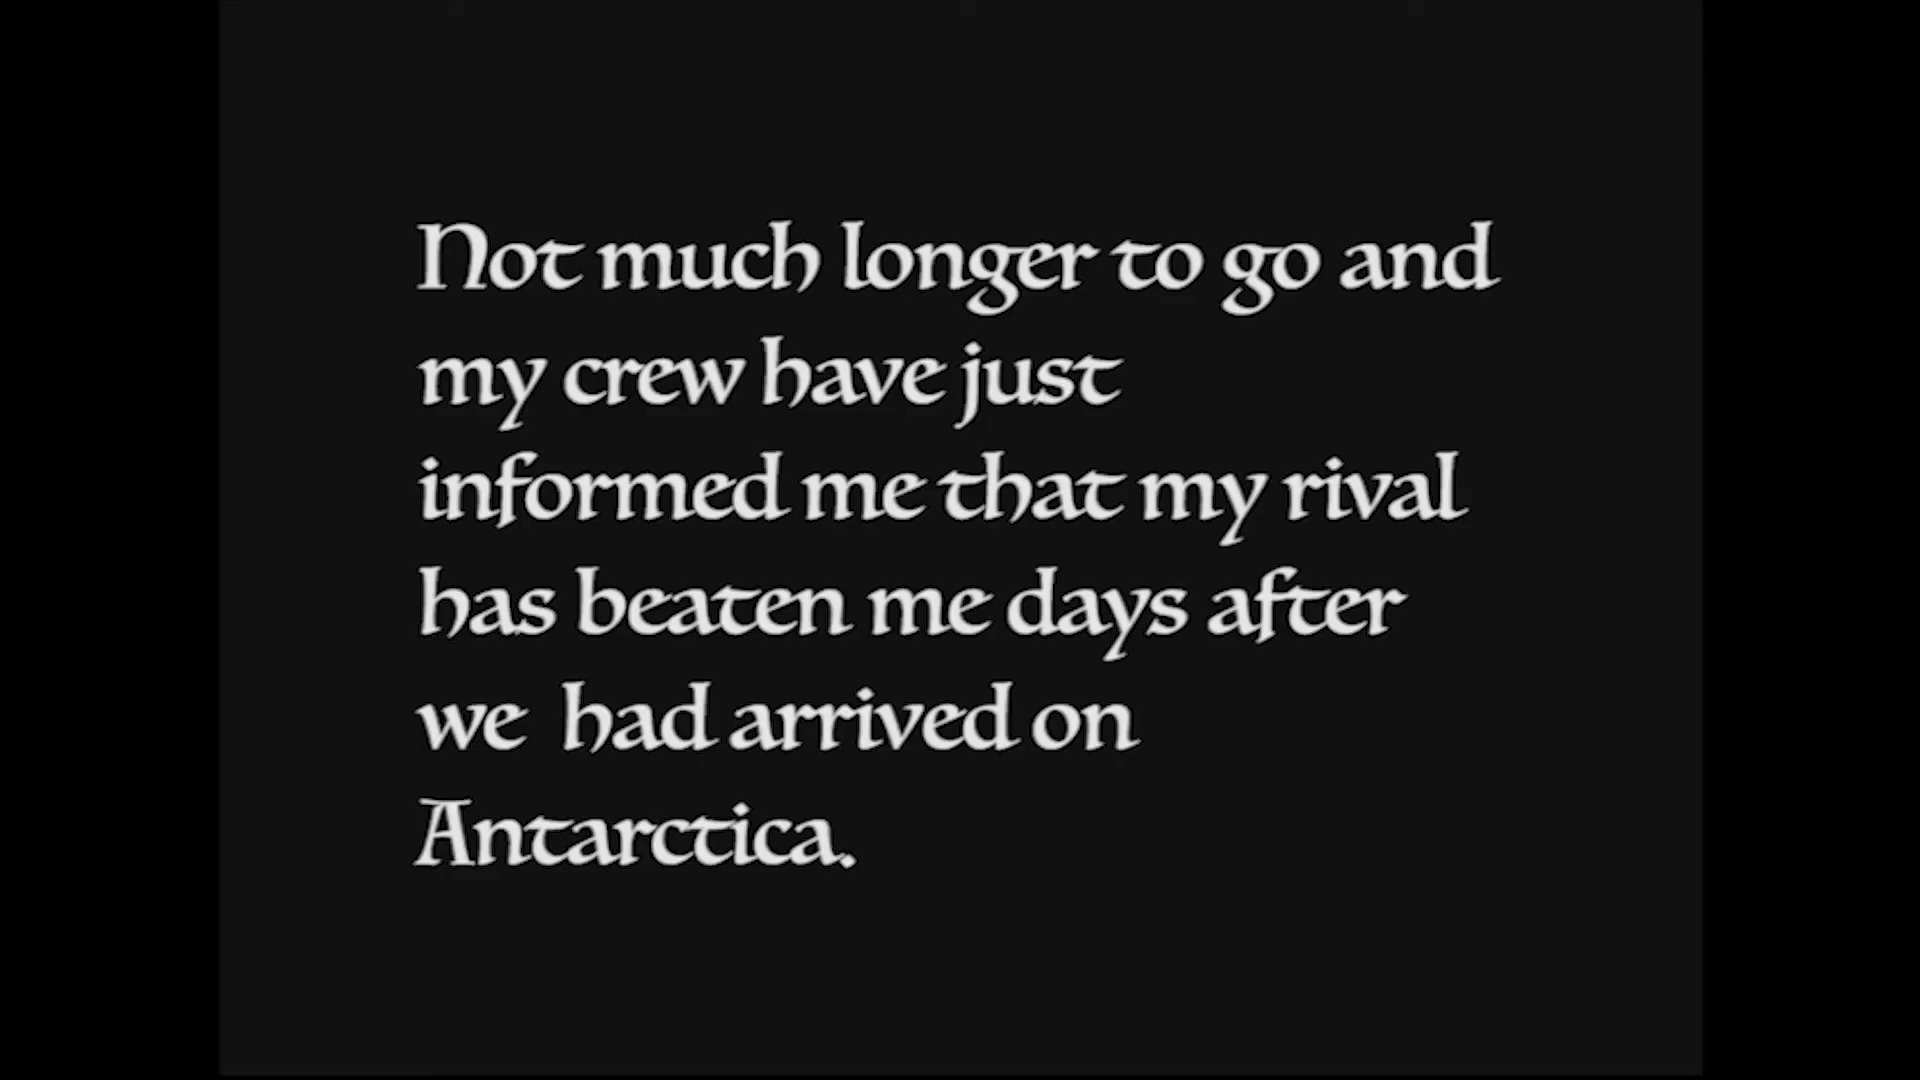 Not much longer to go and
my crew have just
informed me that my rival
has beaten me days after
we  had arrived on
Antarctica.